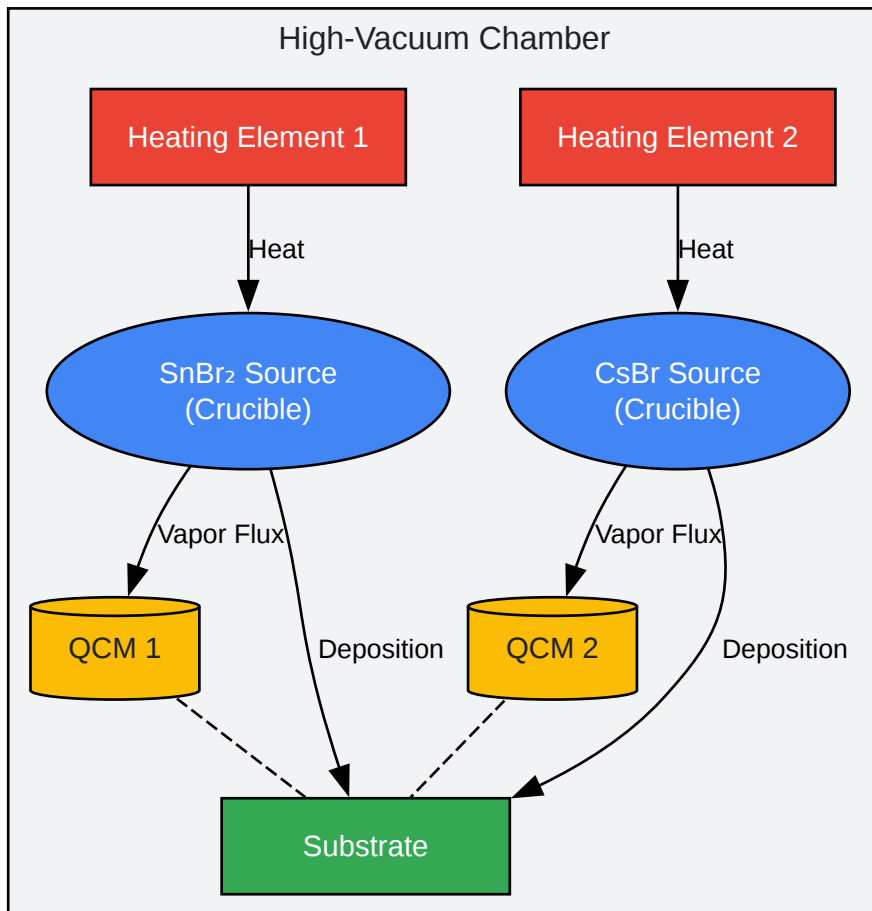 High-Vacuum Chamber
Heating Element 1
Heating Element 2
Heat
Heat
SnBr₂ Source
(Crucible)
CsBr Source
(Crucible)
Vapor Flux
Vapor Flux
QCM 1
Deposition
QCM 2
Deposition
Substrate